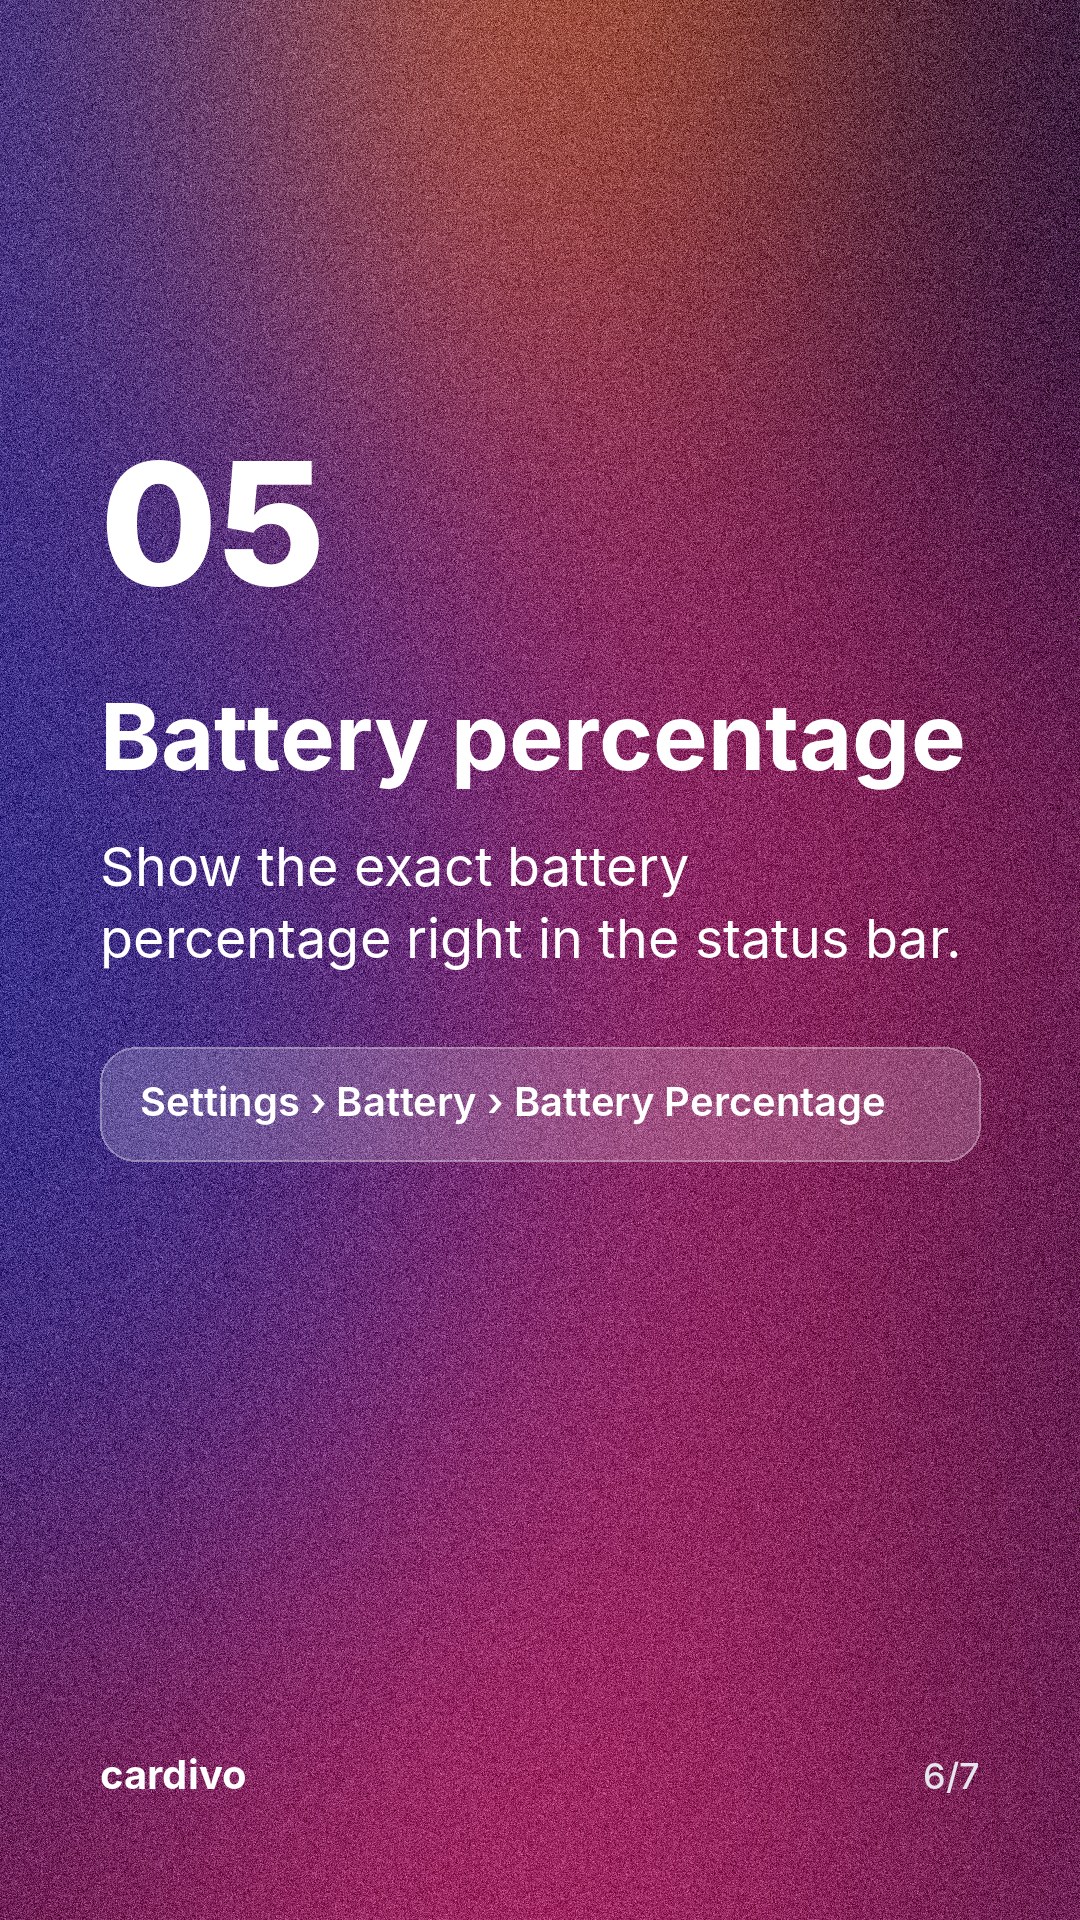 05
Battery percentage
Show the exact battery
percentage right in the status bar.
Settings › Battery › Battery Percentage
cardivo
6/7